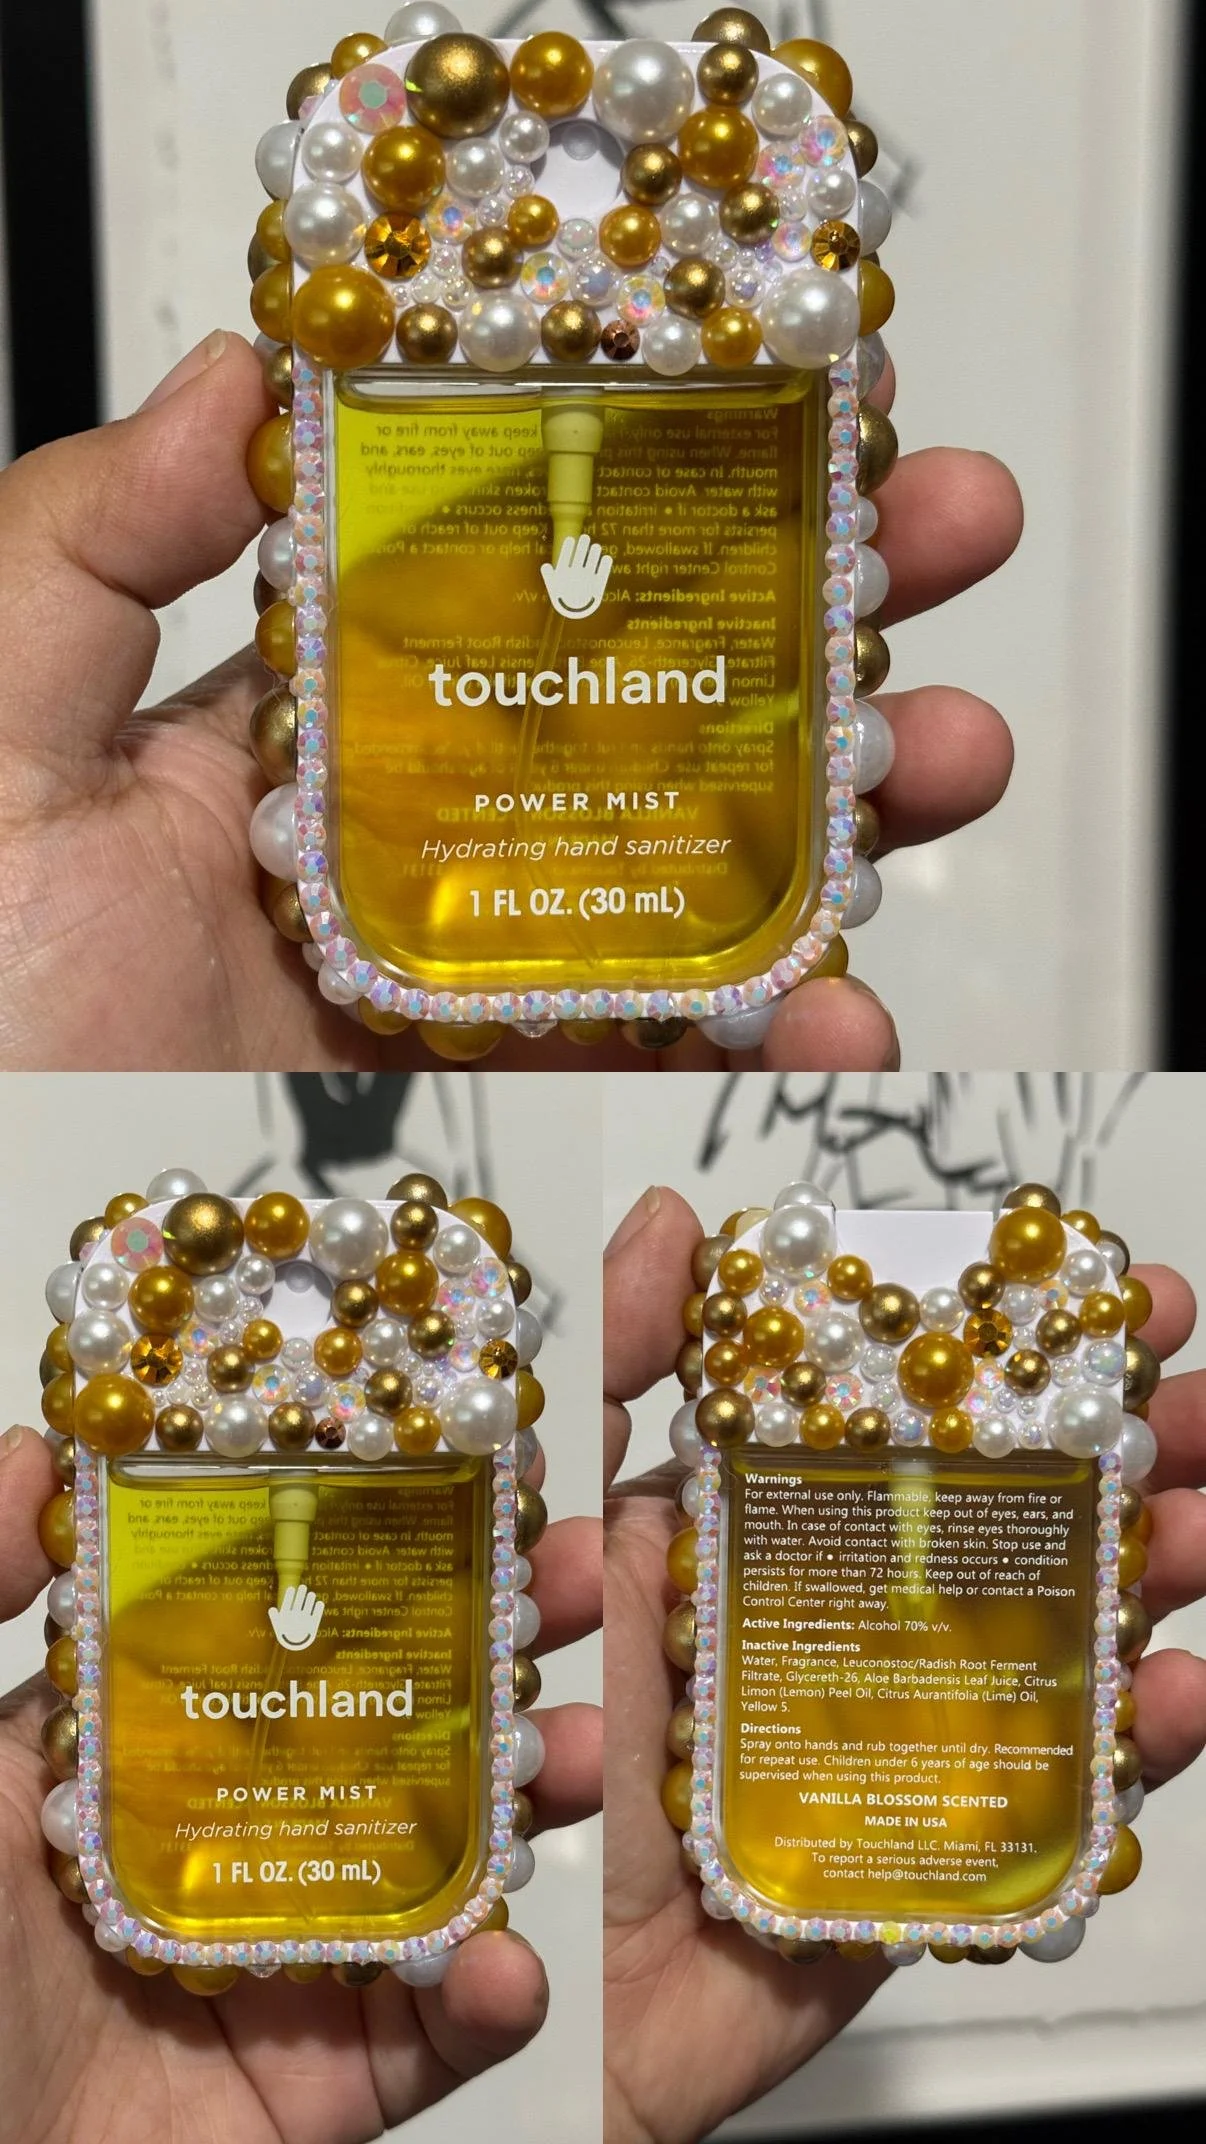 touchland
POWER MIST
Hydrating hand sanitizer
1 FL OZ. (30 mL)
touchland
POWER MIST
Hydrating hand sanitizer
1 FL OZ. (30 mL)
Warnings
For external use only. Flammable, keep away from fire or
flame. When using this product keep out of eyes, ears, and
mouth. In case of contact with eyes, rinse eyes thoroughly
with water. Avoid contact with broken skin. Stop use and
ask a doctor if • irritation and redness occurs • condition
persists for more than 72 hours. Keep out of reach of
children. If swallowed, get medical help or contact a Poison
Control Center right away.
Active Ingredients: Alcohol 70% v/v.
Inactive Ingredients
Water, Fragrance, Leuconostoc/Radish Root Ferment
Filtrate, Glycereth-26, Aloe Barbadensis Leaf Juice, Citrus
Limon (Lemon) Peel Oil, Citrus Aurantifolia (Lime) Oil,
Yellow 5.
Directions
Spray onto hands and rub together until dry. Recommended
for repeat use. Children under 6 years of age should be
supervised when using this product.
VANILLA BLOSSOM SCENTED
MADE IN USA
Distributed by Touchland LLC. Miami, FL 33131.
To report a serious adverse event,
contact help@touchland.com